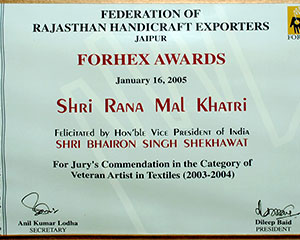 FEDERATION OF
RAJASTHAN HANDICRAFT EXPORTERS
JAIPUR
FORHEX AWARDS
January 16, 2005
Shri Rana Mal Khatri
Felicitated by Hon'ble Vice President of India
SHRI BHAIRON SINGH SHEKHAWAT
For Jury's Commendation in the Category of
Veteran Artist in Textiles (2003-2004)
Anil Kumar Lodha
SECRETARY
Dileep Baid
PRESIDENT